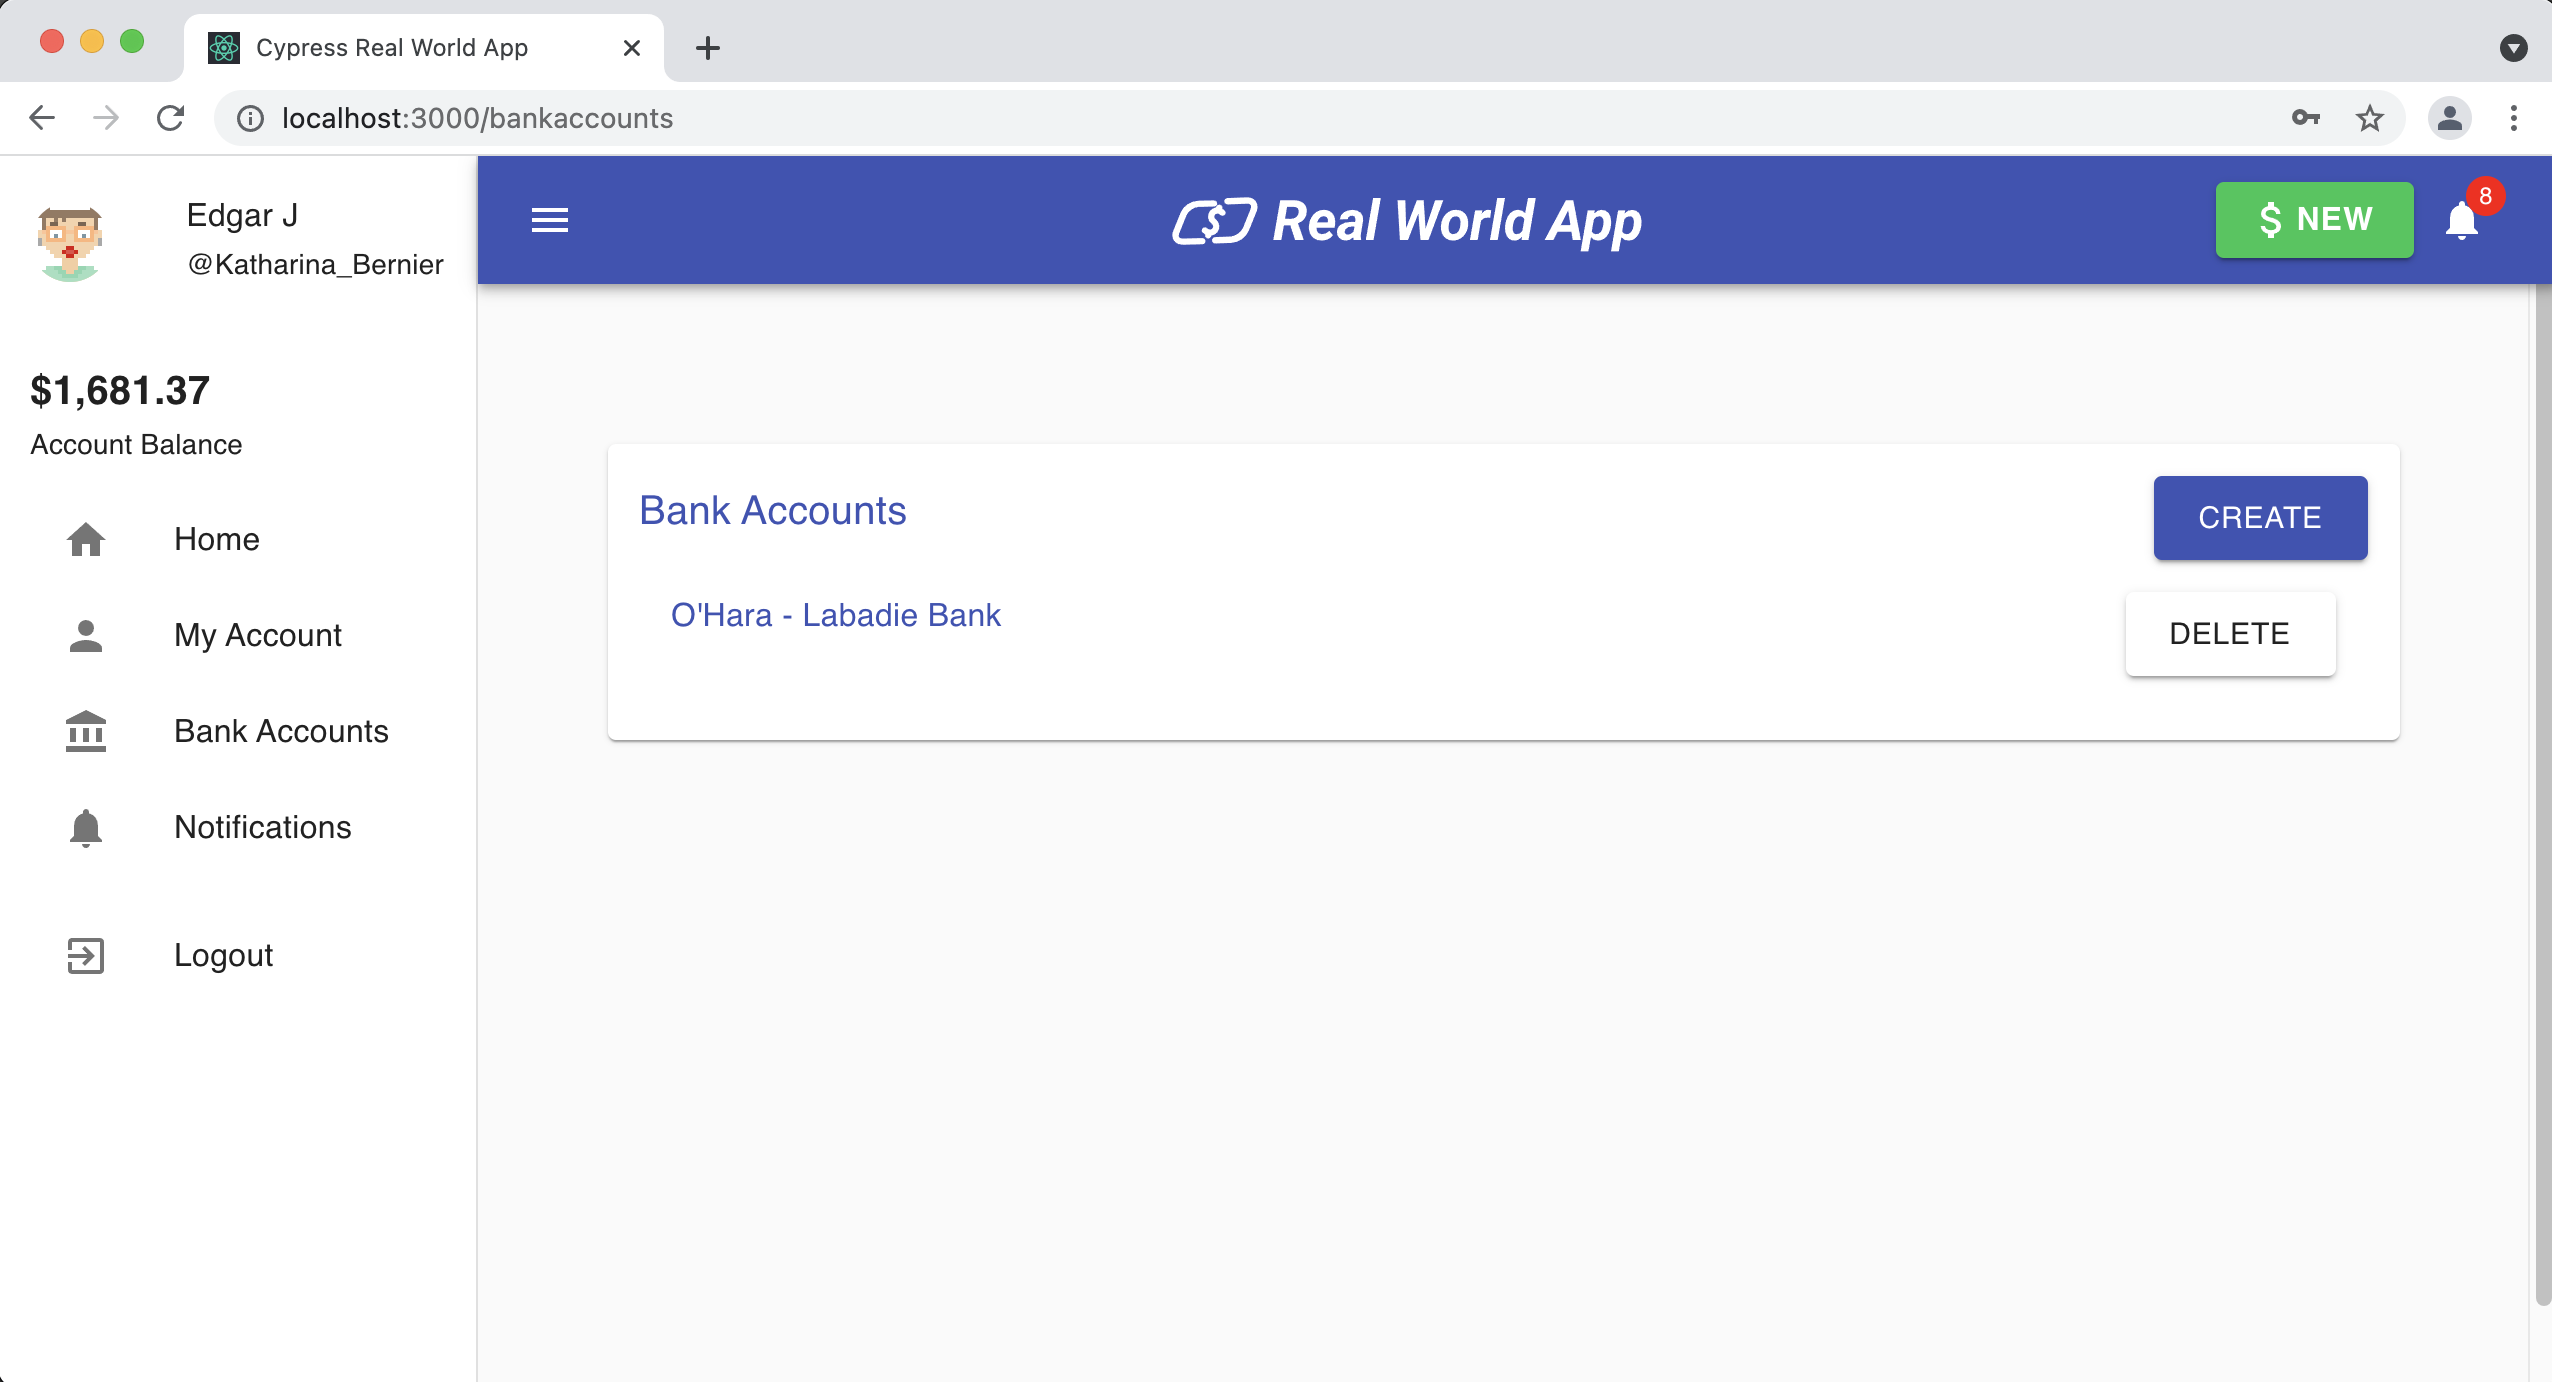 Cypress Real World App
localhost:3000/bankaccounts
Edgar J
@Katharina_Bernier
$1,681.37
Account Balance
Home
My Account
Bank Accounts
Notifications
Logout
Real World App
$ NEW
8
Bank Accounts
CREATE
O'Hara - Labadie Bank
DELETE